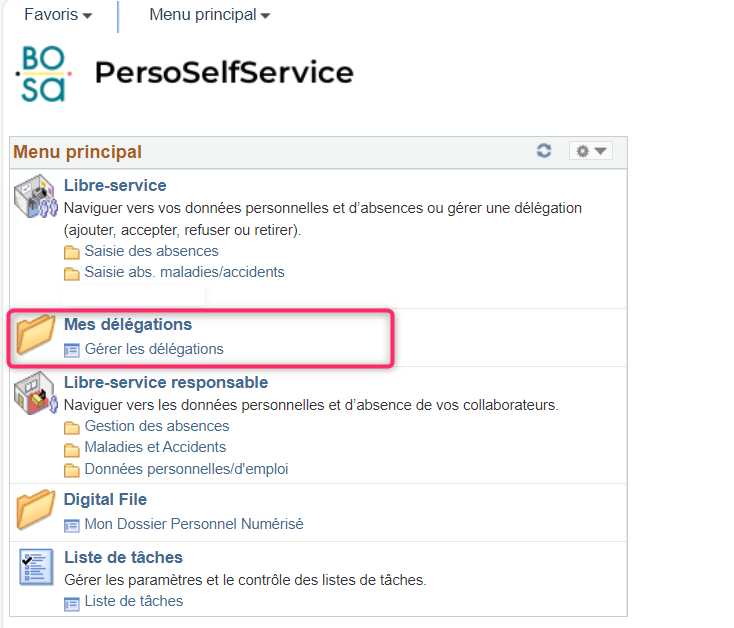 Favoris Menu principal
BOSA PersoSelfService
Menu principal
Libre-service
Naviguer vers vos données personnelles et d’absences ou gérer une délégation
(ajouter, accepter, refuser ou retirer).
Saisie des absences
Saisie abs. maladies/accidents
Mes délégations
Gérer les délégations
Libre-service responsable
Naviguer vers les données personnelles et d’absence de vos collaborateurs.
Gestion des absences
Maladies et Accidents
Données personnelles/d'emploi
Digital File
Mon Dossier Personnel Numérisé
Liste de tâches
Gérer les paramètres et le contrôle des listes de tâches.
Liste de tâches